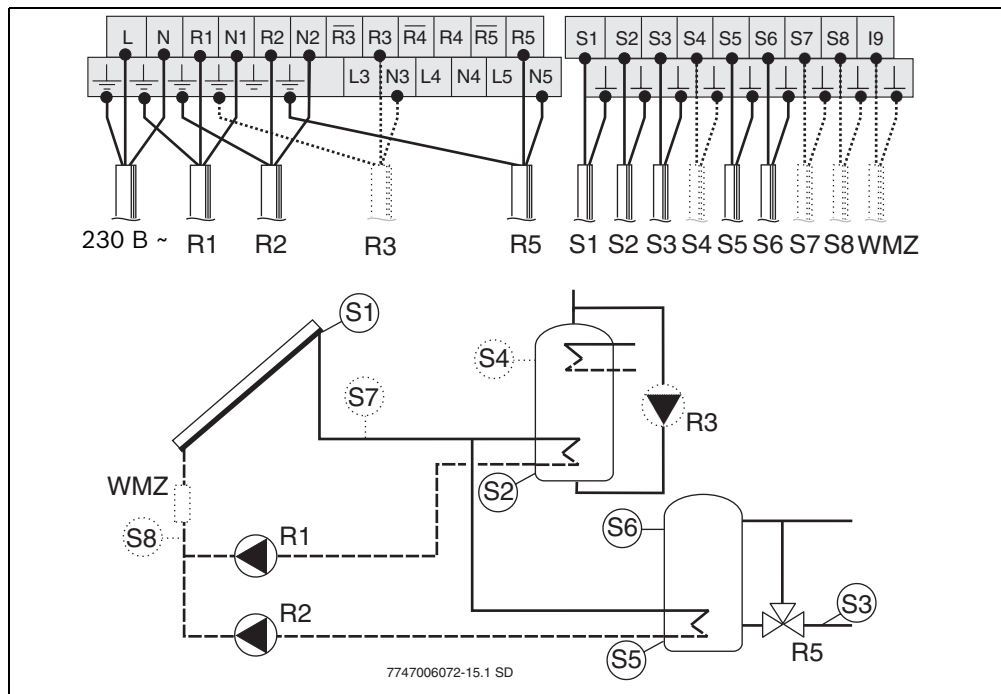 L N R1 N1 R2 N2 R3 R3 R4 R4 R5 R5 S1 S2 S3 S4 S5 S6 S7 S8 I9
L3 N3 L4 N4 L5 N5
230 В ~ R1 R2 R3 R5 S1 S2 S3 S4 S5 S6 S7 S8 WMZ
S1
S4
S7
R3
S2
WMZ
S6
S8
R1
R2
S3
S5
R5
7747006072-15.1 SD